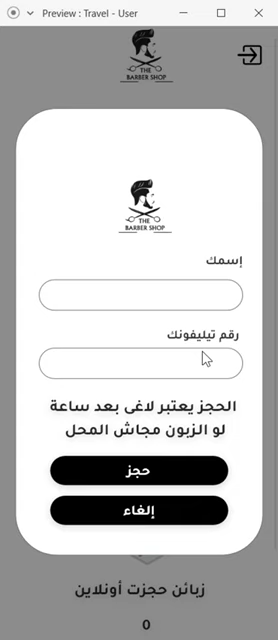 Preview : Travel - User
THE
BARBER SHOP
THE
BARBER SHOP
إسمك
رقم تيليفونك
الحجز يعتبر لاغى بعد ساعة
لو الزبون مجاش المحل
حجز
إلغاء
زبائن حجزت أونلاين
0